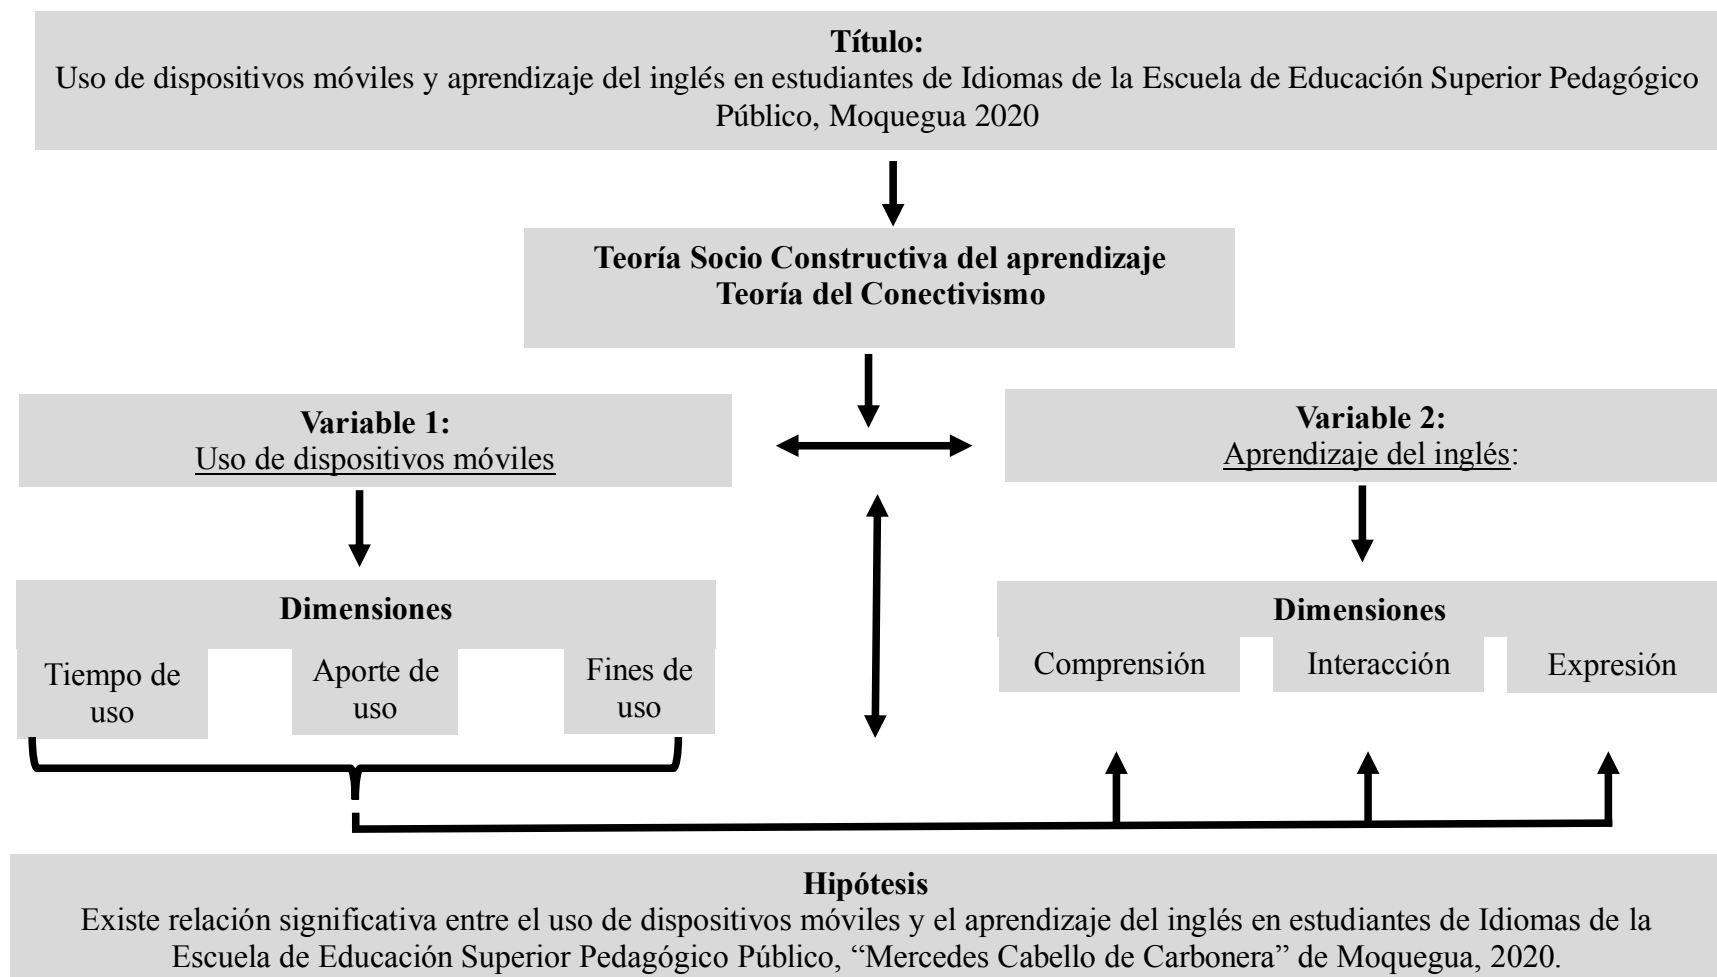 Título:
Uso de dispositivos móviles y aprendizaje del inglés en estudiantes de Idiomas de la Escuela de Educación Superior Pedagógico
Público, Moquegua 2020
Teoría Socio Constructiva del aprendizaje
Teoría del Conectivismo
Variable 1:
Uso de dispositivos móviles
Variable 2:
Aprendizaje del inglés:
Dimensiones
Tiempo de
uso
Aporte de
uso
Fines de
uso
Dimensiones
Comprensión
Interacción
Expresión
Hipótesis
Existe relación significativa entre el uso de dispositivos móviles y el aprendizaje del inglés en estudiantes de Idiomas de la
Escuela de Educación Superior Pedagógico Público, “Mercedes Cabello de Carbonera” de Moquegua, 2020.